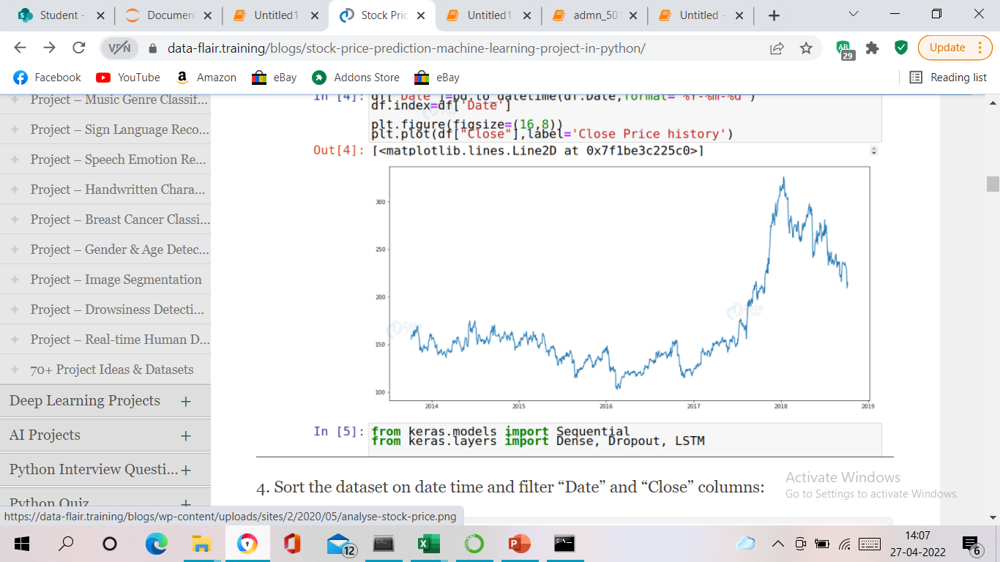 Student -
Document
Untitled1
Stock Pric
Untitled1
admn_501
Untitled -
VPN
data-flair.training/blogs/stock-price-prediction-machine-learning-project-in-python/
29
Update
Facebook
YouTube
Amazon
eBay
Addons Store
eBay
Reading list
Project – Music Genre Classif...
Project – Sign Language Reco...
Project – Speech Emotion Re...
Project – Handwritten Chara...
Project – Breast Cancer Classi...
Project – Gender & Age Detec...
Project – Image Segmentation
Project – Drowsiness Detecti...
Project – Real-time Human D...
70+ Project Ideas & Datasets
Deep Learning Projects +
AI Projects +
Python Interview Questi... +
Python Quiz +
In [4]: df["Date"]=pd.to_datetime(df.Date,format="%Y-%m-%d")
df.index=df['Date']
plt.figure(figsize=(16,8))
plt.plot(df["Close"],label='Close Price history')
Out[4]: [<matplotlib.lines.Line2D at 0x7f1be3c225c0>]
300
250
200
150
100
2014 2015 2016 2017 2018 2019
Data
Data
In [5]: from keras.models import Sequential
from keras.layers import Dense, Dropout, LSTM
4. Sort the dataset on date time and filter “Date” and “Close” columns:
Activate Windows
Go to Settings to activate Windows.
https://data-flair.training/blogs/wp-content/uploads/sites/2/2020/05/analyse-stock-price.png
12
14:07
27-04-2022
6